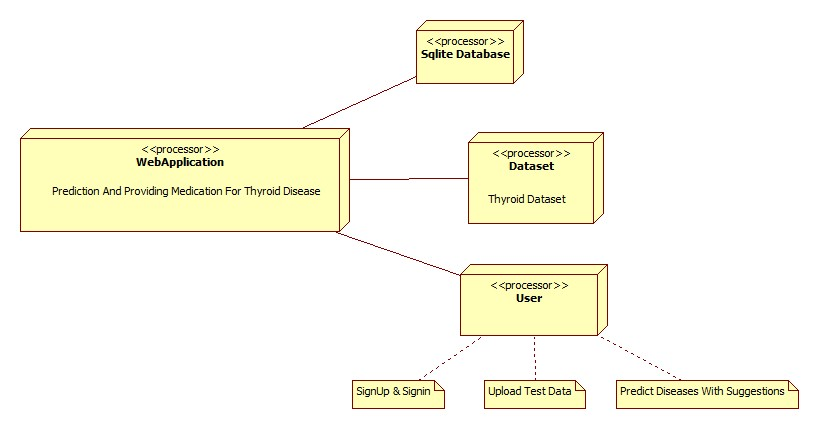 <<processor>>
Sqlite Database
<<processor>>
WebApplication
Prediction And Providing Medication For Thyroid Disease
<<processor>>
Dataset
Thyroid Dataset
<<processor>>
User
SignUp & Signin
Upload Test Data
Predict Diseases With Suggestions